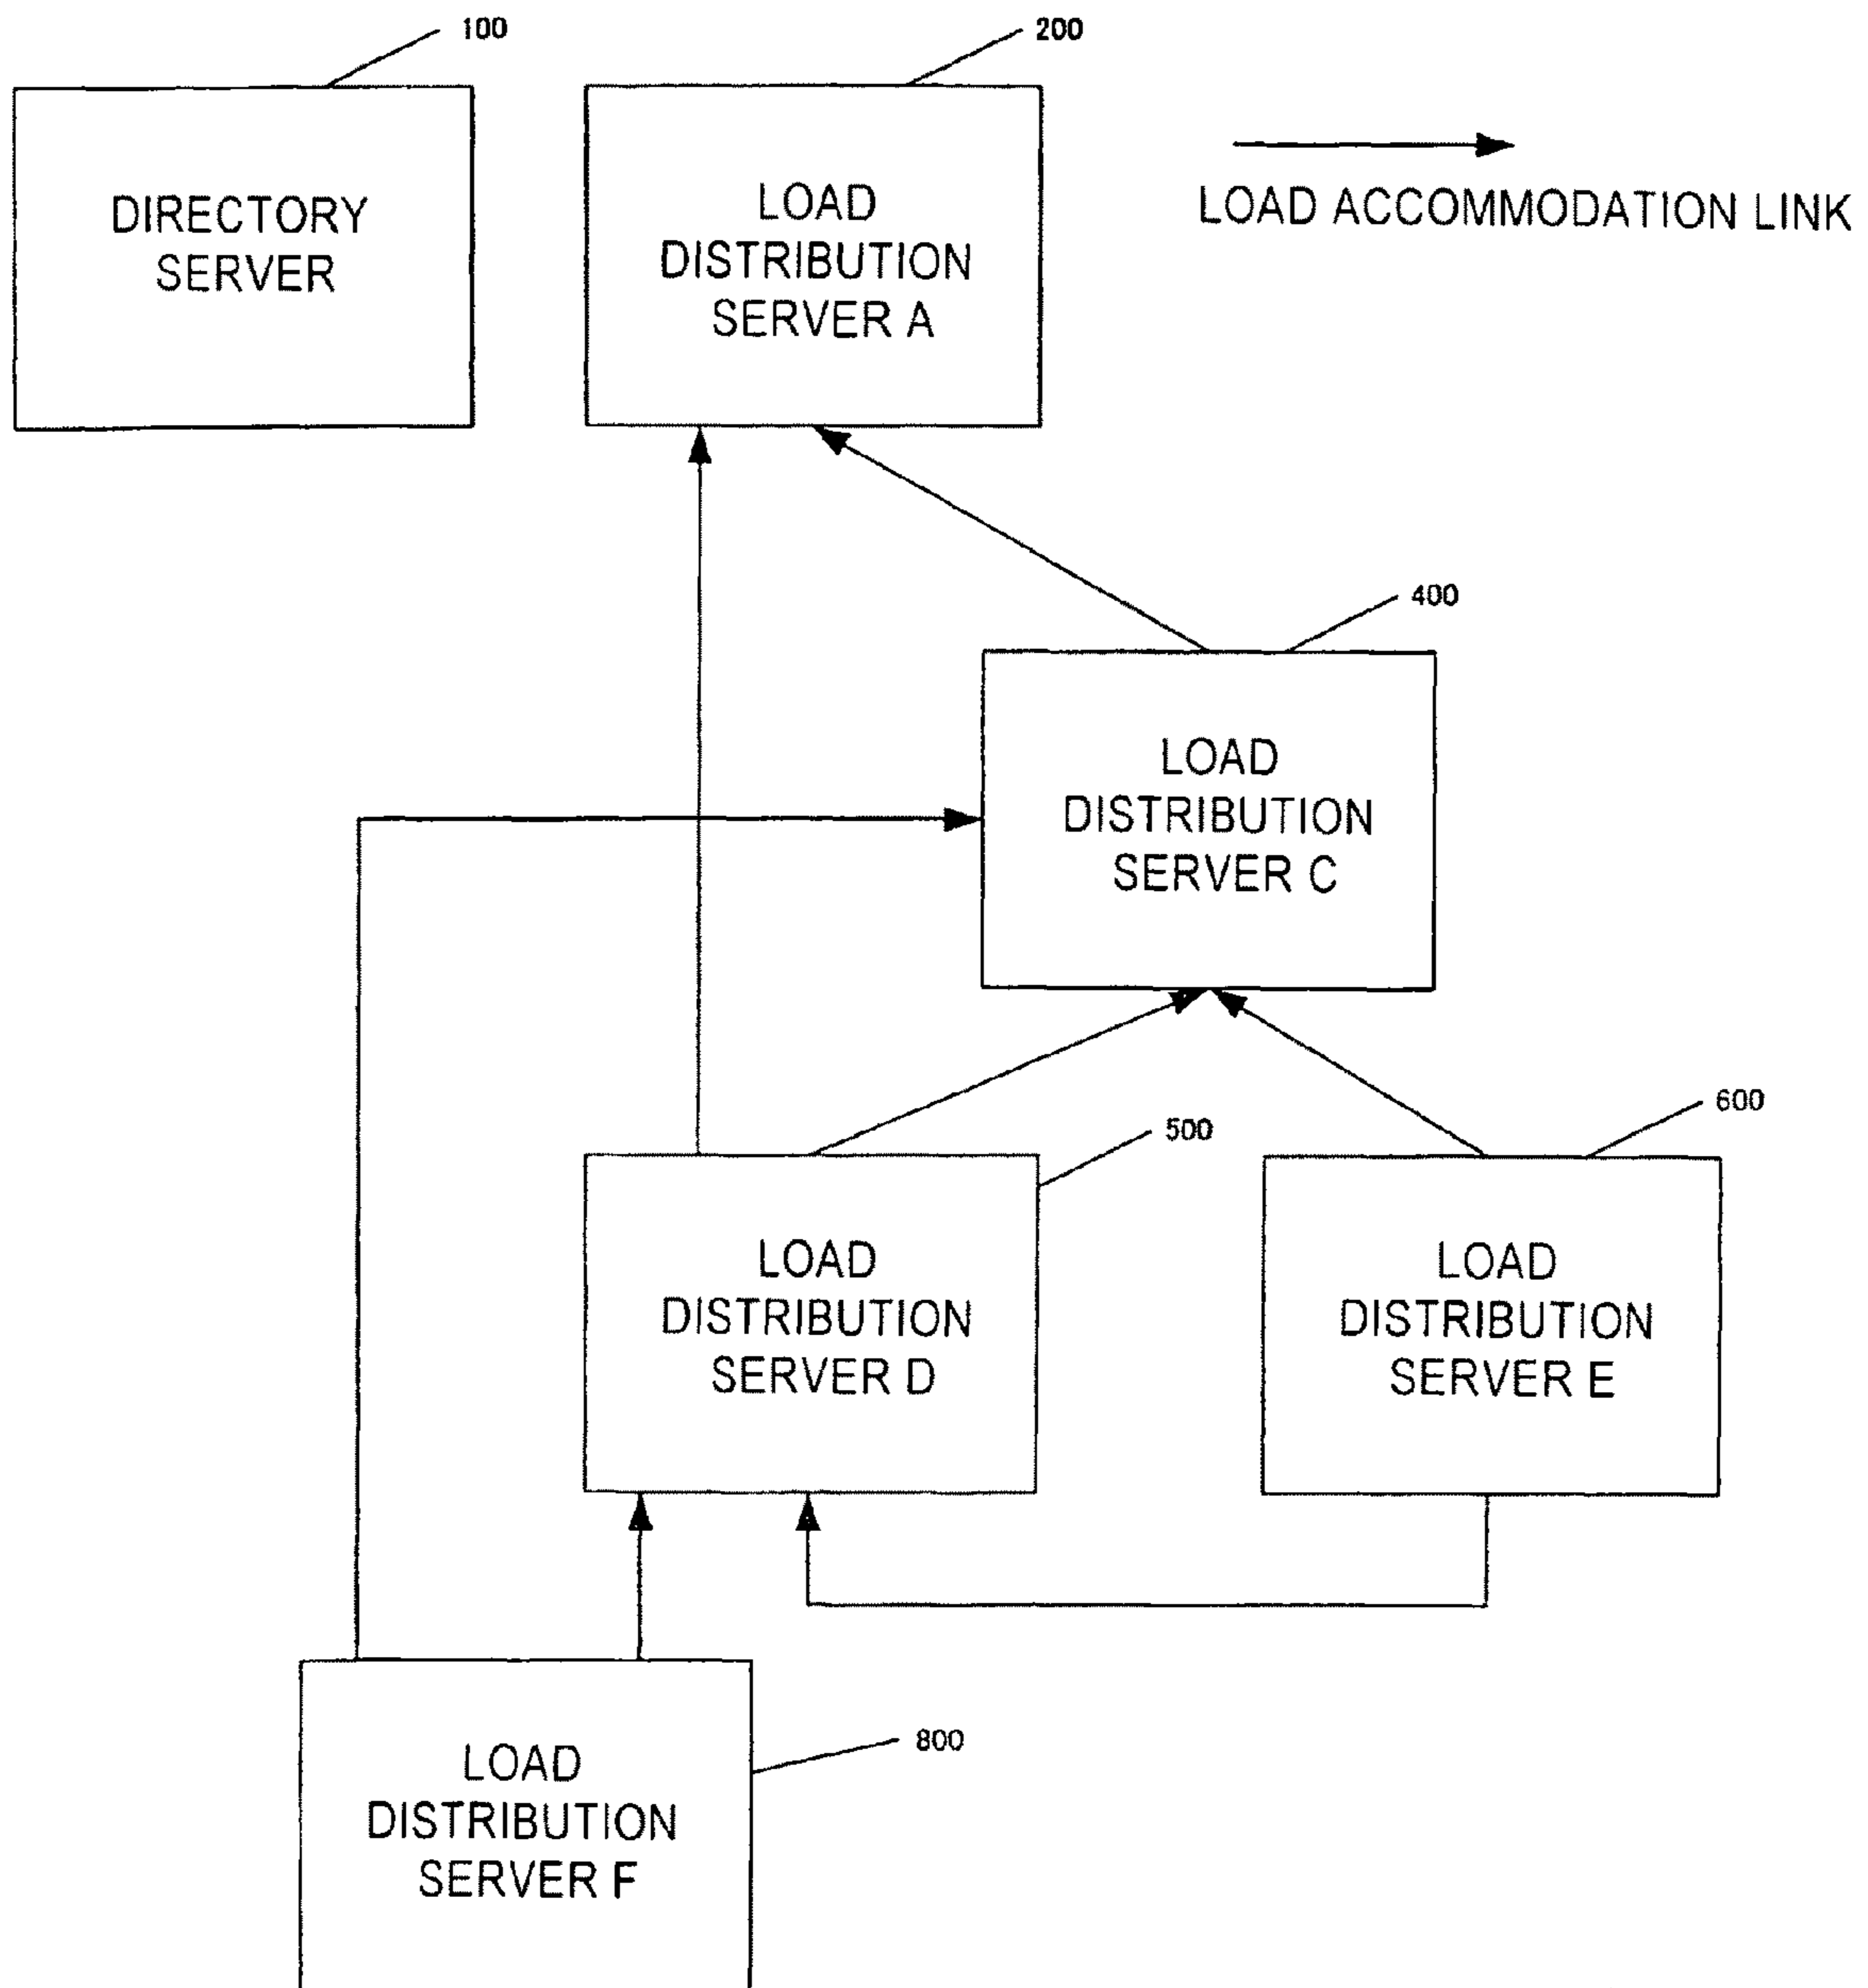 100
200
DIRECTORY
SERVER
LOAD
DISTRIBUTION
SERVER A
LOAD ACCOMMODATION LINK
400
LOAD
DISTRIBUTION
SERVER C
500
600
LOAD
DISTRIBUTION
SERVER D
LOAD
DISTRIBUTION
SERVER E
800
LOAD
DISTRIBUTION
SERVER F